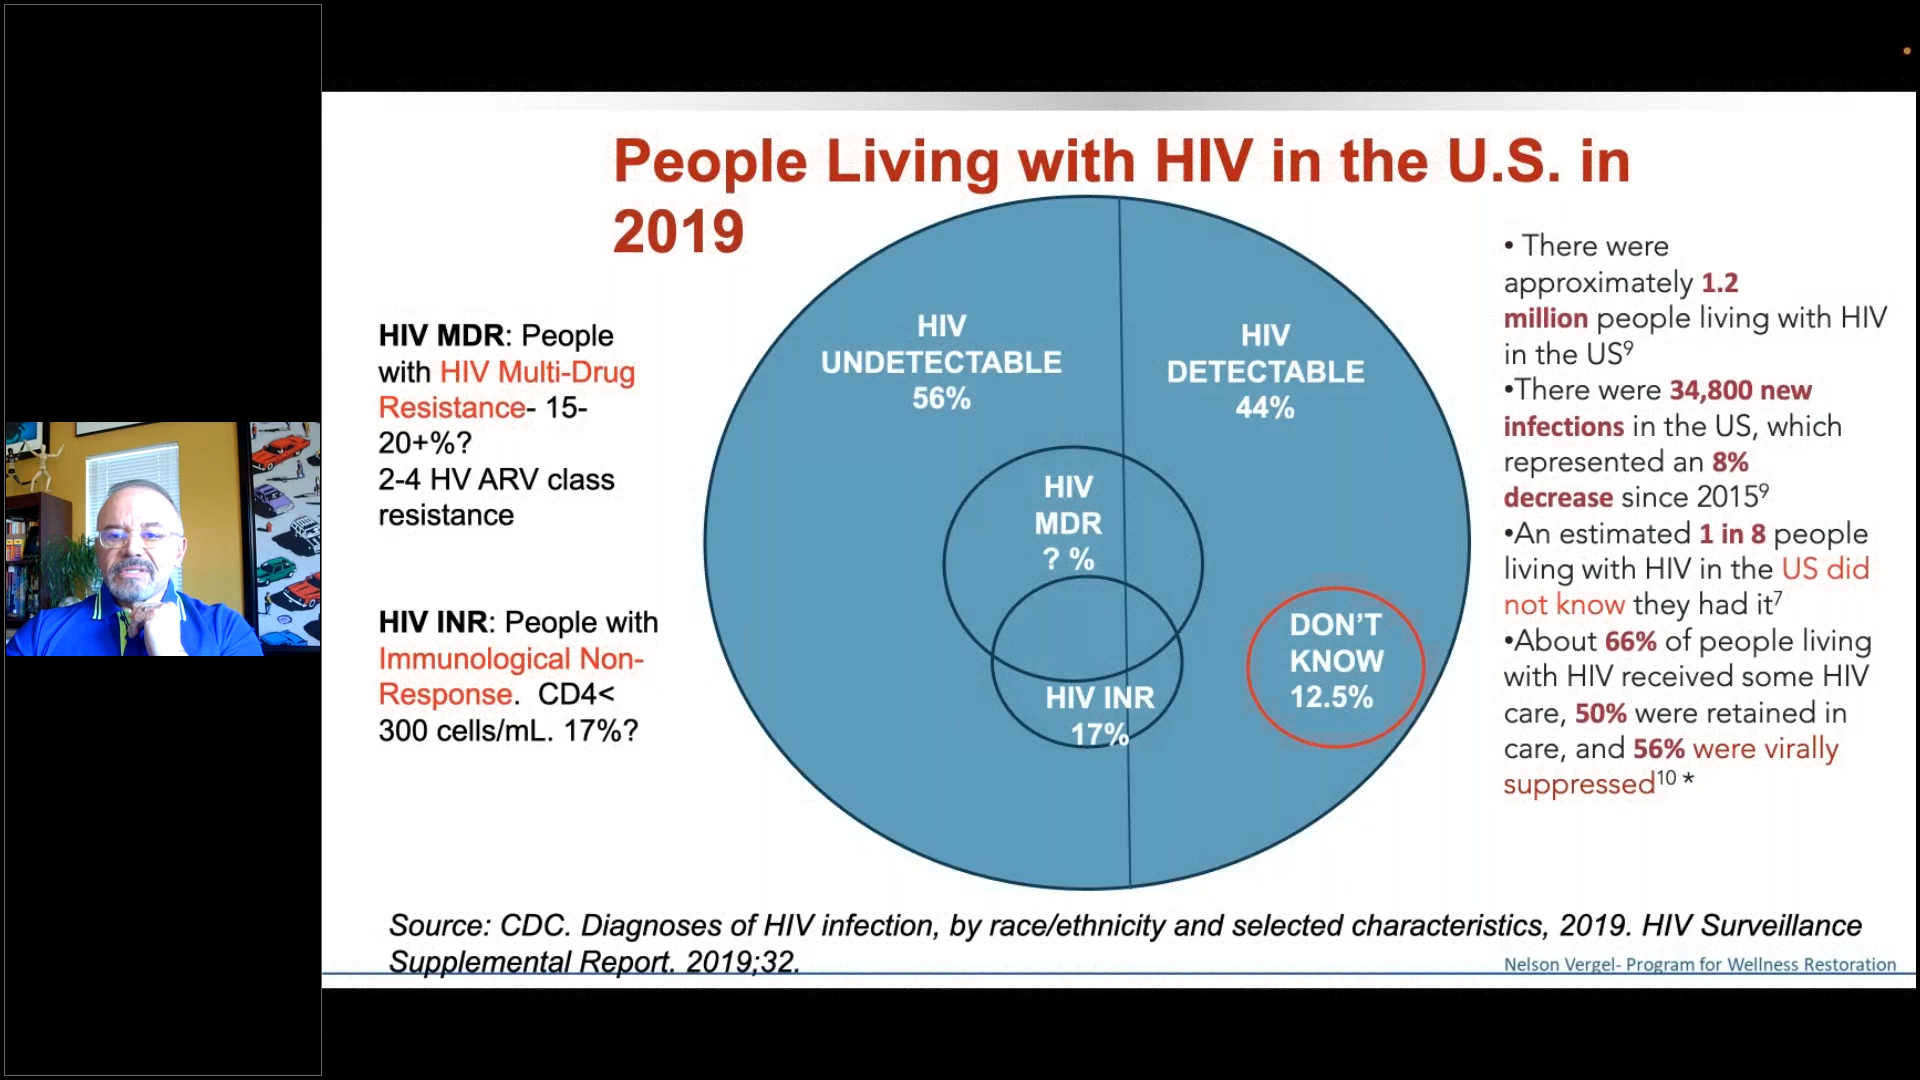 People Living with HIV in the U.S. in
2019
HIV MDR: People
with HIV Multi-Drug
Resistance- 15-
20+%?
2-4 HV ARV class
resistance
HIV INR: People with
Immunological Non-
Response. CD4<
300 cells/mL. 17%?
HIV
UNDETECTABLE
56%
HIV
DETECTABLE
44%
HIV
MDR
? %
HIV INR
17%
DON’T
KNOW
12.5%
• There were
approximately 1.2
million people living with HIV
in the US⁹
•There were 34,800 new
infections in the US, which
represented an 8%
decrease since 2015⁹
•An estimated 1 in 8 people
living with HIV in the US did
not know they had it⁷
•About 66% of people living
with HIV received some HIV
care, 50% were retained in
care, and 56% were virally
suppressed¹⁰ *
Source: CDC. Diagnoses of HIV infection, by race/ethnicity and selected characteristics, 2019. HIV Surveillance
Supplemental Report. 2019;32.
Nelson Vergel- Program for Wellness Restoration